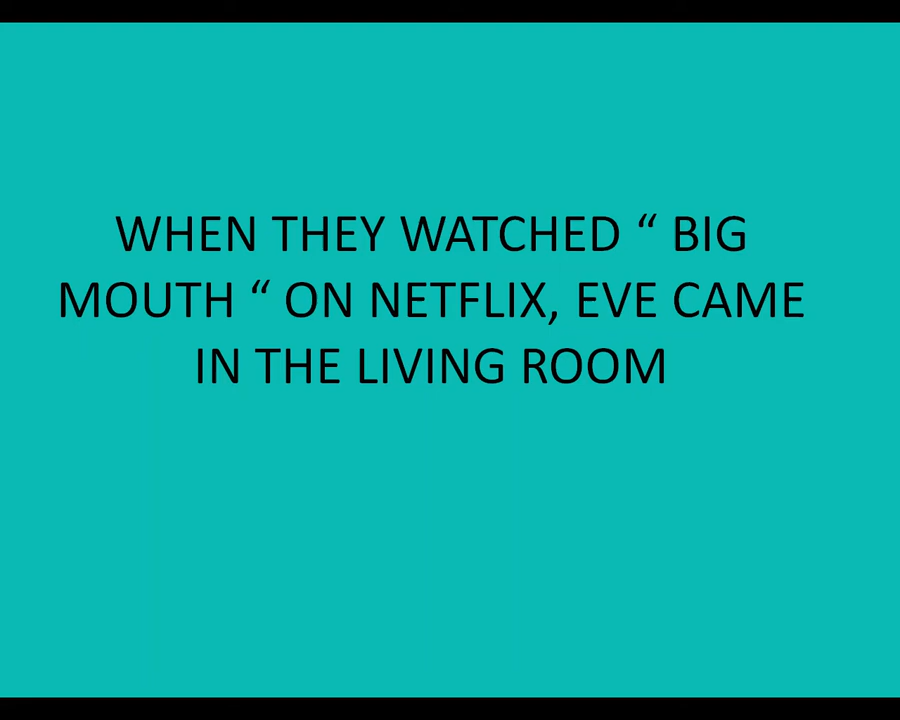 WHEN THEY WATCHED “ BIG
MOUTH “ ON NETFLIX, EVE CAME
IN THE LIVING ROOM